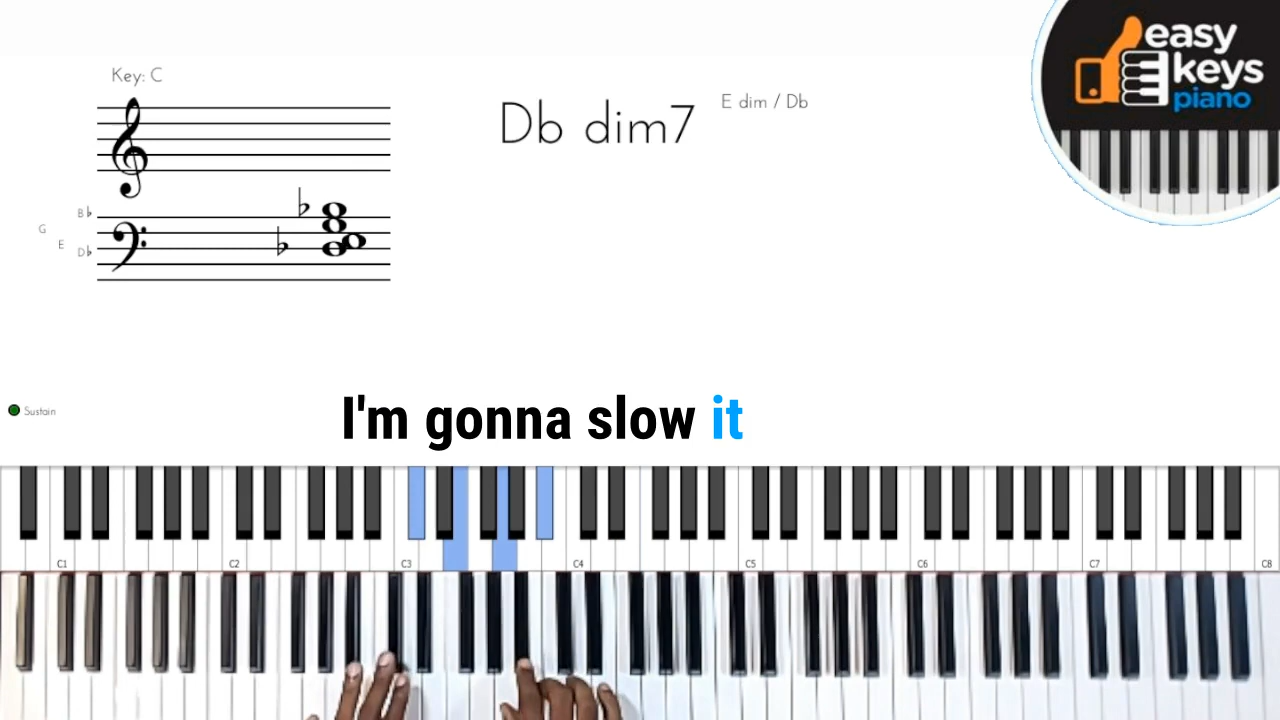 Key: C
Db dim7
E dim / Db
easy
keys
piano
B♭
G
E
D♭
Sustain
I'm gonna slow it
C1 C2 C3 C4 C5 C6 C7 C8